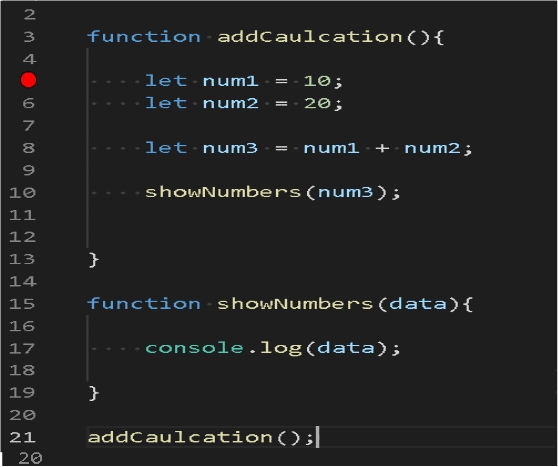 2
3 function addCaulcation(){
4
let num1 = 10;
6 let num2 = 20;
7
8 let num3 = num1 + num2;
9
10 showNumbers(num3);
11
12
13 }
14
15 function showNumbers(data){
16
17 console.log(data);
18
19 }
20
21 addCaulcation();
20